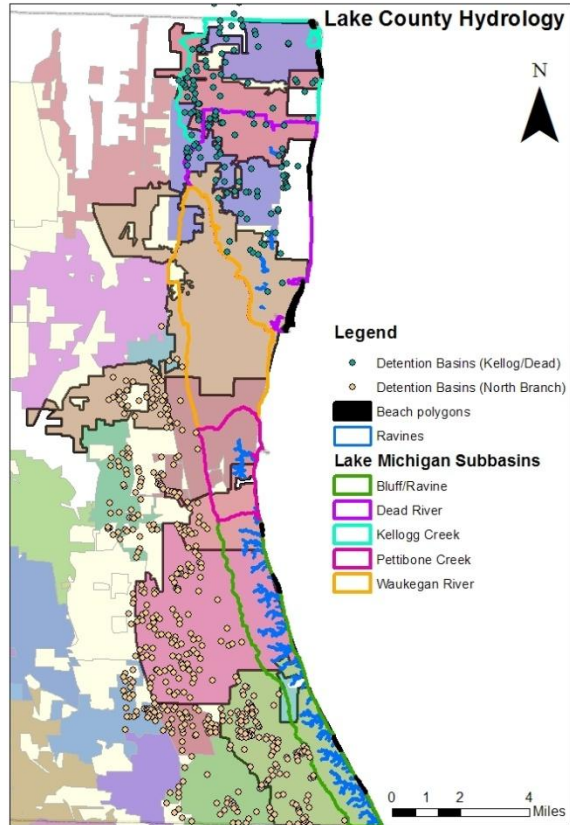 Lake County Hydrology
N
Legend
Detention Basins (Kellog/Dead)
Detention Basins (North Branch)
Beach polygons
Ravines
Lake Michigan Subbasins
Bluff/Ravine
Dead River
Kellogg Creek
Pettibone Creek
Waukegan River
0 1 2 4
Miles